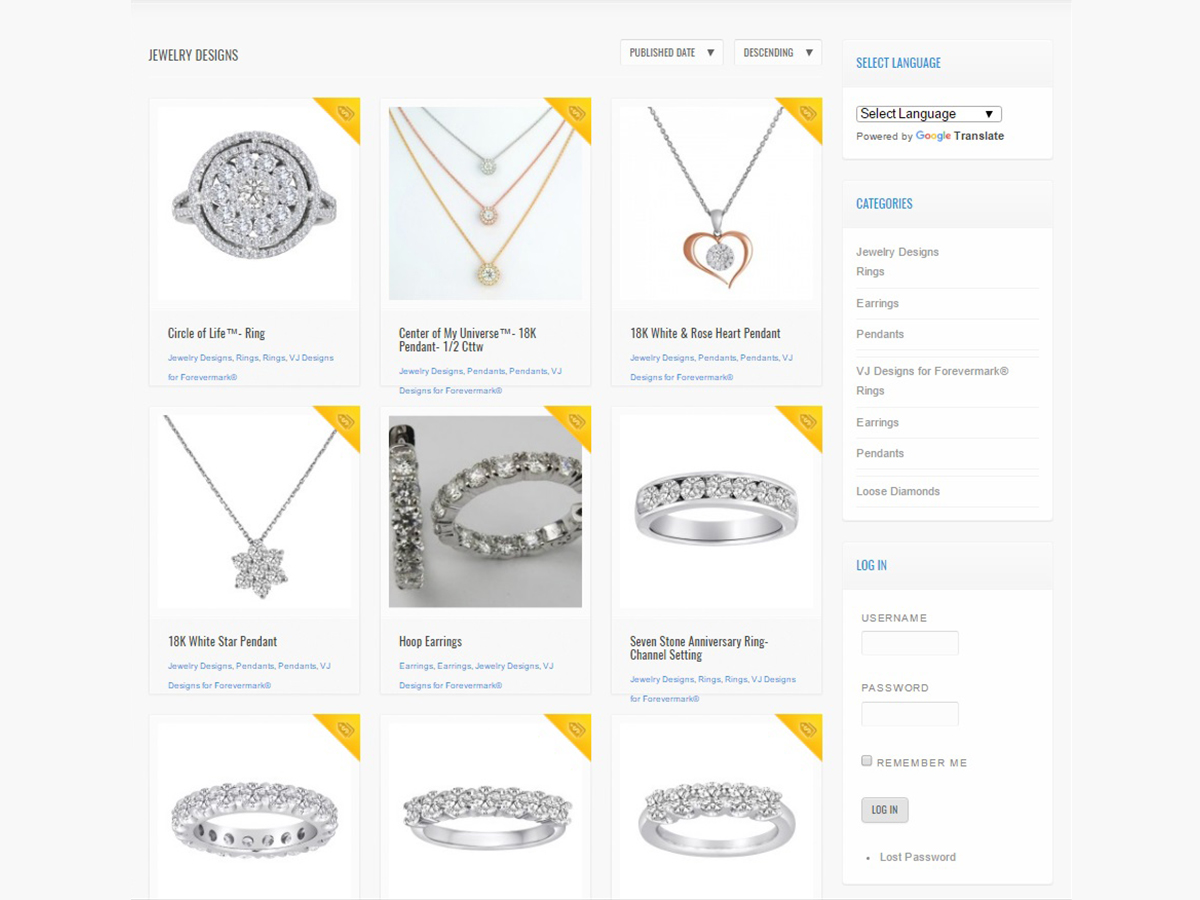 JEWELRY DESIGNS
PUBLISHED DATE ▼
DESCENDING ▼
Circle of Life™- Ring
Jewelry Designs, Rings, Rings, VJ Designs
for Forevermark®
Center of My Universe™- 18K
Pendant- 1/2 Cttw
Jewelry Designs, Pendants, Pendants, VJ
Designs for Forevermark®
18K White & Rose Heart Pendant
Jewelry Designs, Pendants, Pendants, VJ
Designs for Forevermark®
18K White Star Pendant
Jewelry Designs, Pendants, Pendants, VJ
Designs for Forevermark®
Hoop Earrings
Earrings, Earrings, Jewelry Designs, VJ
Designs for Forevermark®
Seven Stone Anniversary Ring-
Channel Setting
Jewelry Designs, Rings, Rings, VJ Designs
for Forevermark®
SELECT LANGUAGE
Select Language ▼
Powered by Google Translate
CATEGORIES
Jewelry Designs
Rings
Earrings
Pendants
VJ Designs for Forevermark®
Rings
Earrings
Pendants
Loose Diamonds
LOG IN
USERNAME
PASSWORD
REMEMBER ME
LOG IN
• Lost Password